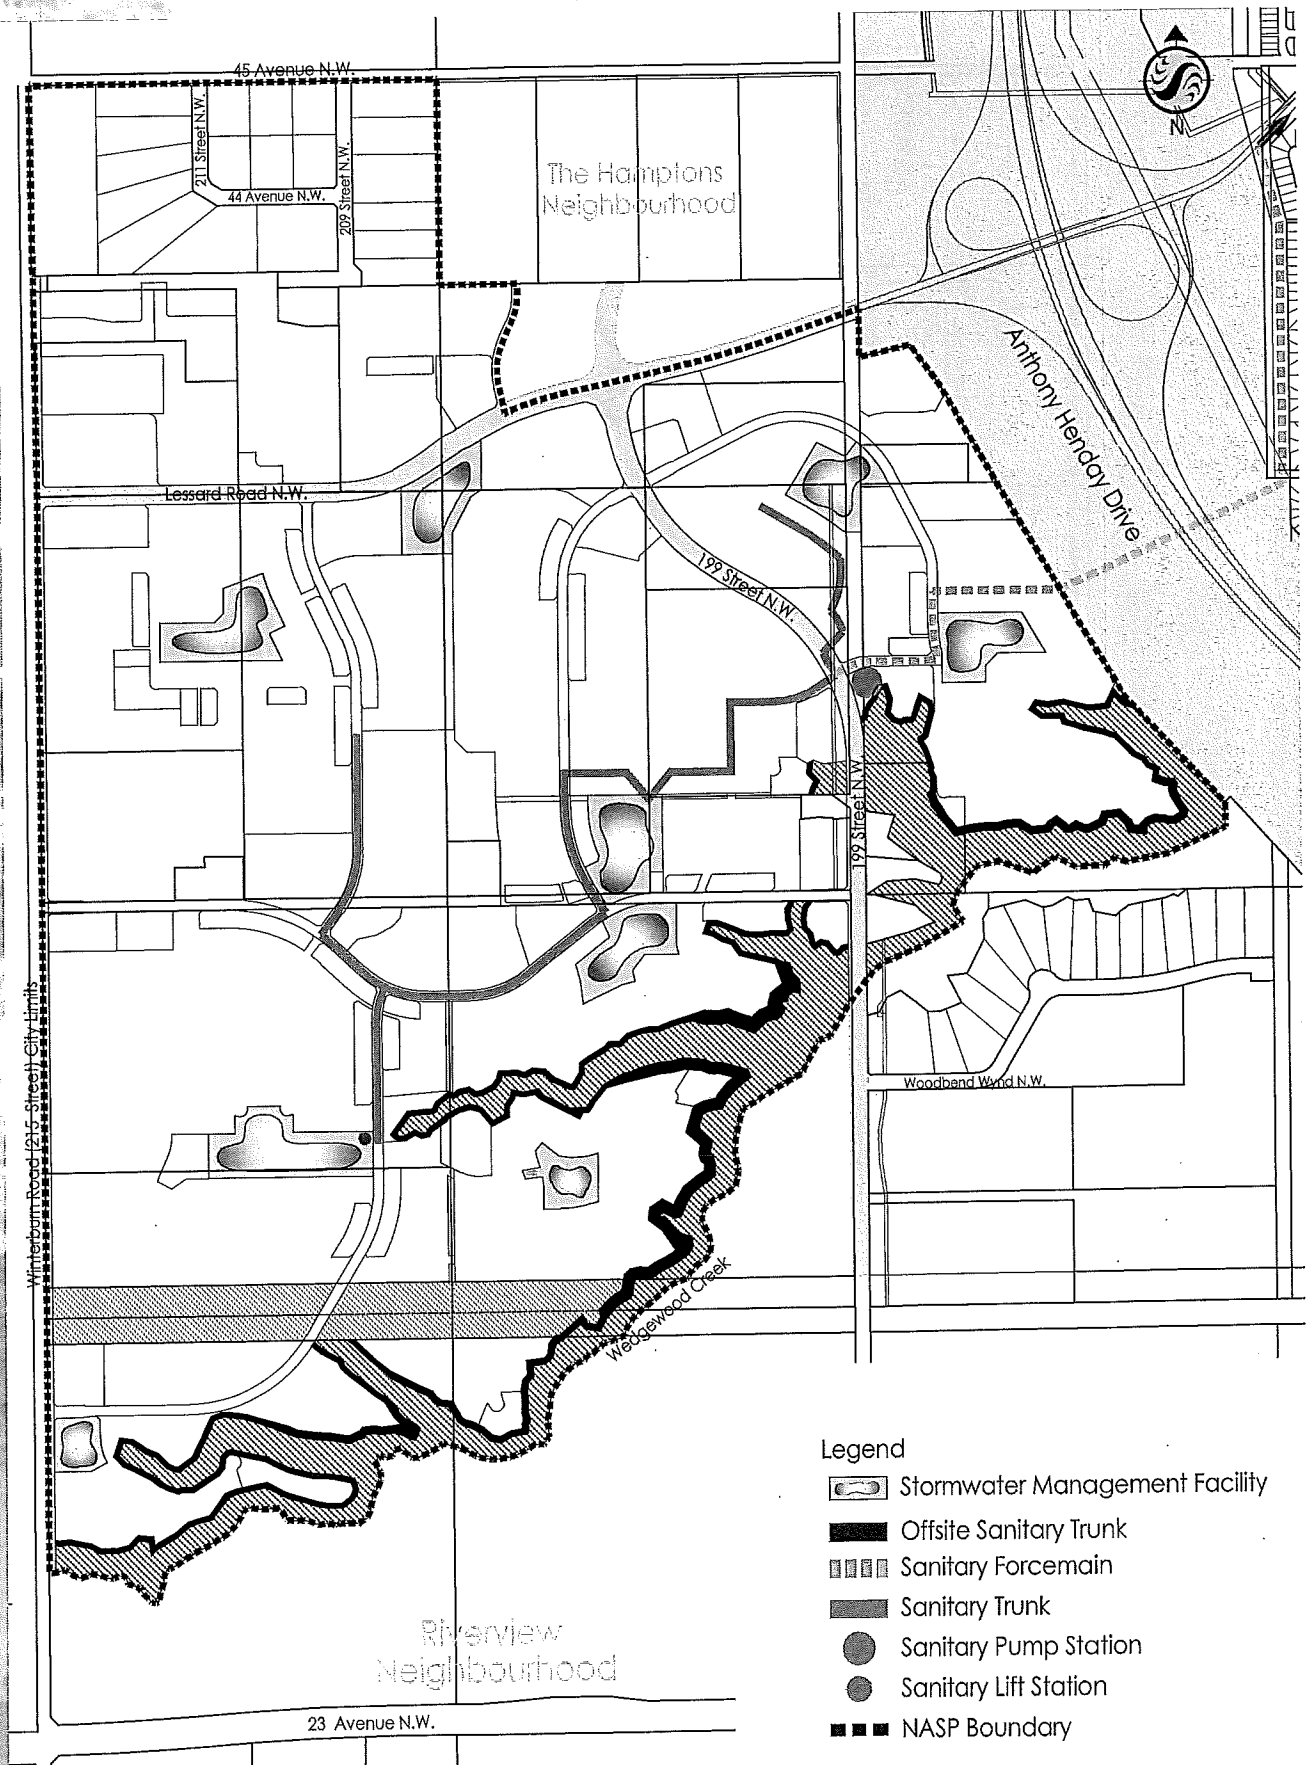 45 Avenue N.W.
211 Street N.W.
209 Street N.W.
44 Avenue N.W.
The Hamptons
Neighbourhood
N
Anthony Henday Drive
Lessard Road N.W.
199 Street N.W.
199 Street N.W.
Winterburn Road (215 Street) City Limits
Woodbend Wynd N.W.
Wedgewood Creek
Riverview
Neighbourhood
23 Avenue N.W.
Legend
Stormwater Management Facility
Offsite Sanitary Trunk
Sanitary Forcemain
Sanitary Trunk
Sanitary Pump Station
Sanitary Lift Station
NASP Boundary